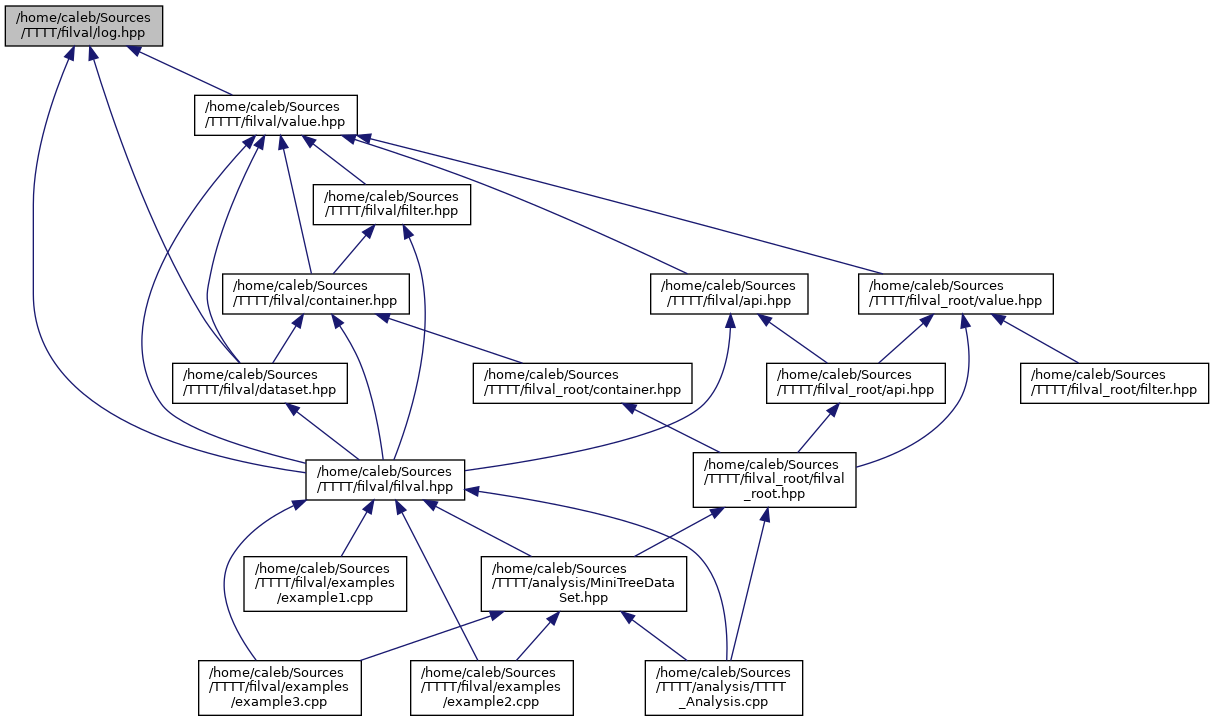 /home/caleb/Sources
/TTTT/filval/log.hpp
/home/caleb/Sources
/TTTT/filval/value.hpp
/home/caleb/Sources
/TTTT/filval/filter.hpp
/home/caleb/Sources
/TTTT/filval/container.hpp
/home/caleb/Sources
/TTTT/filval/api.hpp
/home/caleb/Sources
/TTTT/filval_root/value.hpp
/home/caleb/Sources
/TTTT/filval/dataset.hpp
/home/caleb/Sources
/TTTT/filval_root/container.hpp
/home/caleb/Sources
/TTTT/filval_root/api.hpp
/home/caleb/Sources
/TTTT/filval_root/filter.hpp
/home/caleb/Sources
/TTTT/filval/filval.hpp
/home/caleb/Sources
/TTTT/filval_root/filval
_root.hpp
/home/caleb/Sources
/TTTT/filval/examples
/example1.cpp
/home/caleb/Sources
/TTTT/analysis/MiniTreeData
Set.hpp
/home/caleb/Sources
/TTTT/filval/examples
/example3.cpp
/home/caleb/Sources
/TTTT/filval/examples
/example2.cpp
/home/caleb/Sources
/TTTT/analysis/TTTT
_Analysis.cpp